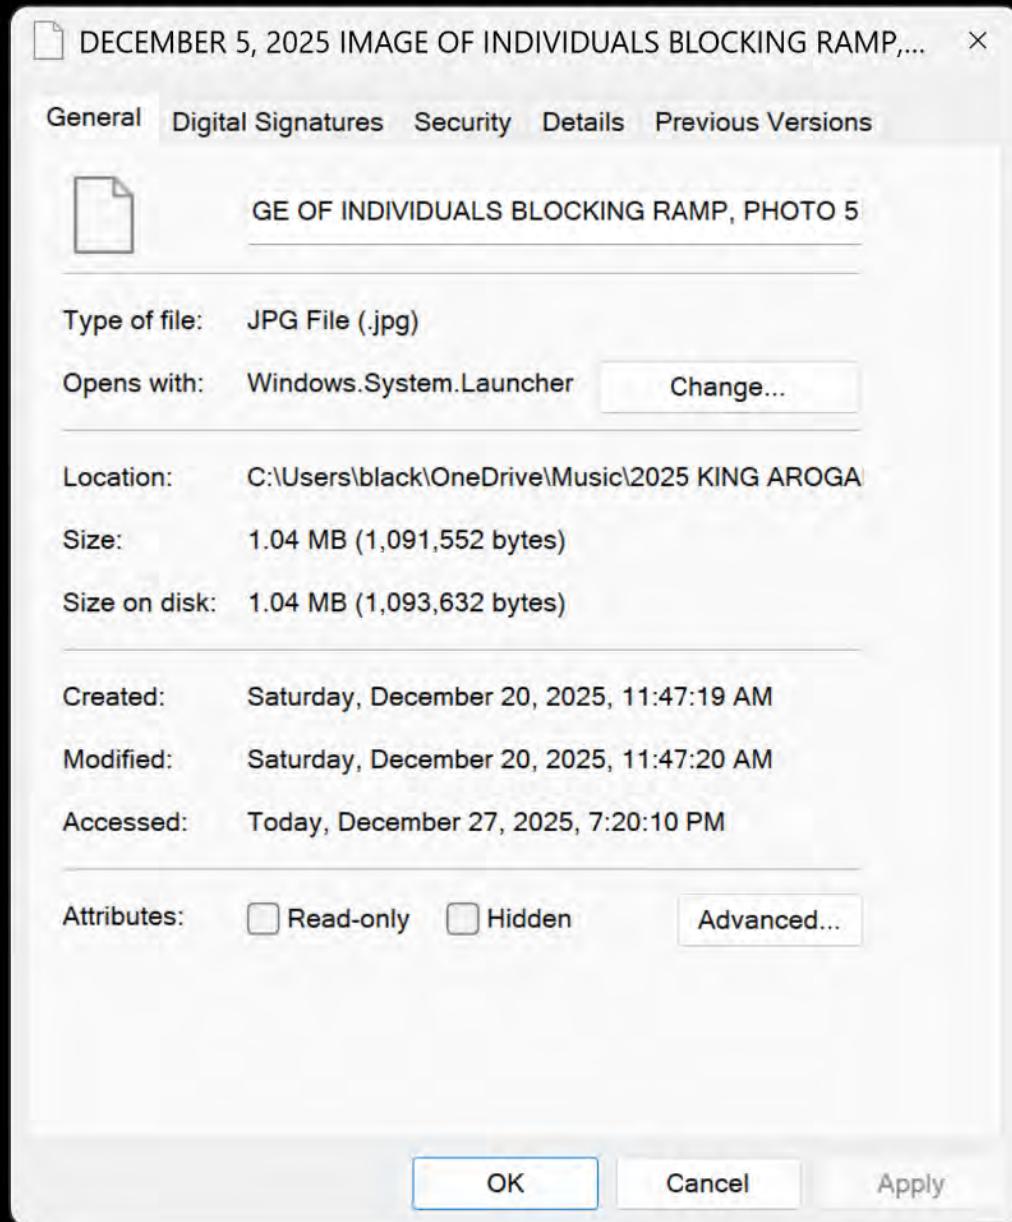 DECEMBER 5, 2025 IMAGE OF INDIVIDUALS BLOCKING RAMP,...
General Digital Signatures Security Details Previous Versions
GE OF INDIVIDUALS BLOCKING RAMP, PHOTO 5
Type of file: JPG File (.jpg)
Opens with: Windows.System.Launcher Change...
Location: C:\Users\black\OneDrive\Music\2025 KING AROGA
Size: 1.04 MB (1,091,552 bytes)
Size on disk: 1.04 MB (1,093,632 bytes)
Created: Saturday, December 20, 2025, 11:47:19 AM
Modified: Saturday, December 20, 2025, 11:47:20 AM
Accessed: Today, December 27, 2025, 7:20:10 PM
Attributes: Read-only Hidden Advanced...
OK Cancel Apply